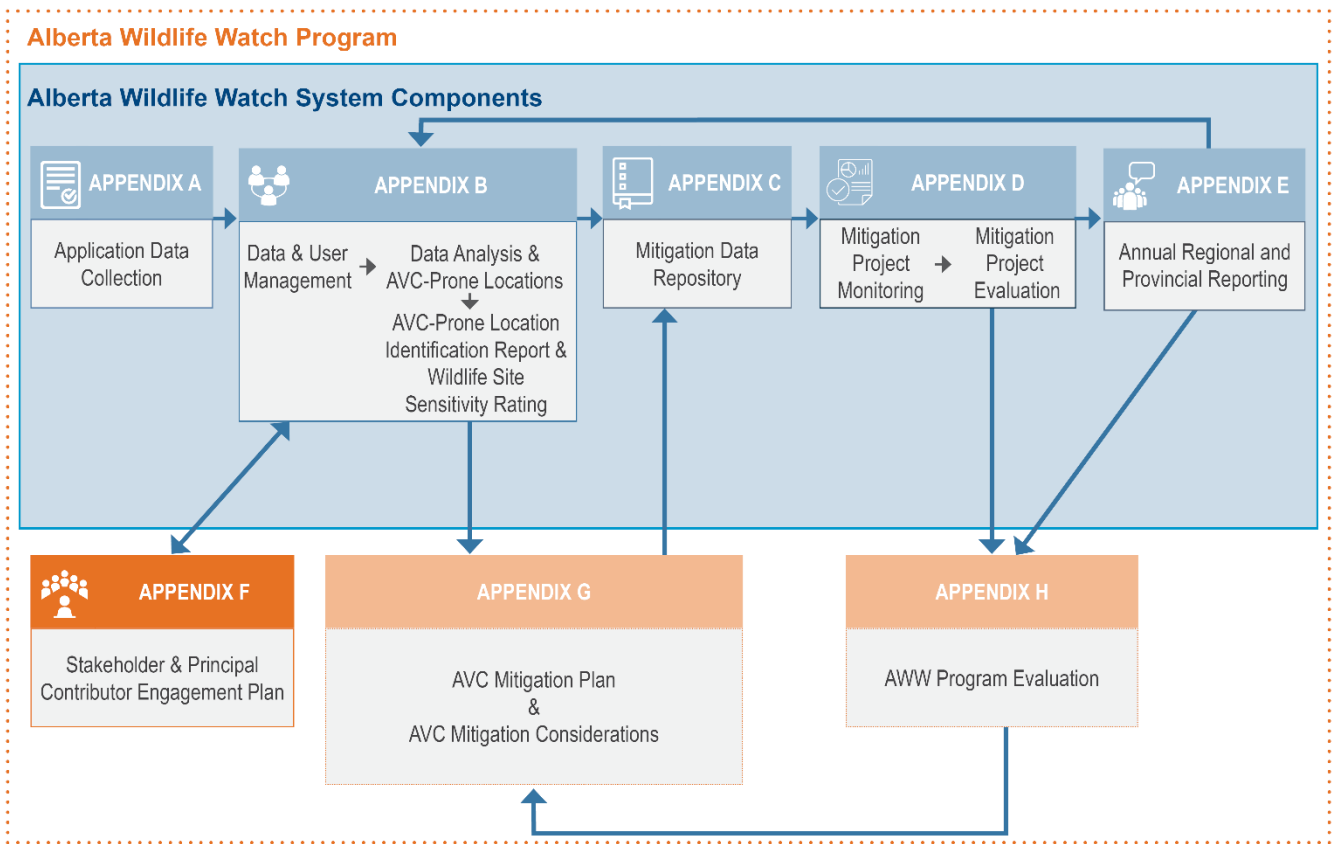 Alberta Wildlife Watch Program
Alberta Wildlife Watch System Components
APPENDIX A
Application Data
Collection
APPENDIX B
Data & User
Management
Data Analysis &
AVC-Prone Locations
AVC-Prone Location
Identification Report &
Wildlife Site
Sensitivity Rating
APPENDIX C
Mitigation Data
Repository
APPENDIX D
Mitigation
Project
Monitoring
Mitigation
Project
Evaluation
APPENDIX E
Annual Regional and
Provincial Reporting
APPENDIX F
Stakeholder & Principal
Contributor Engagement Plan
APPENDIX G
AVC Mitigation Plan
&
AVC Mitigation Considerations
APPENDIX H
AWW Program Evaluation